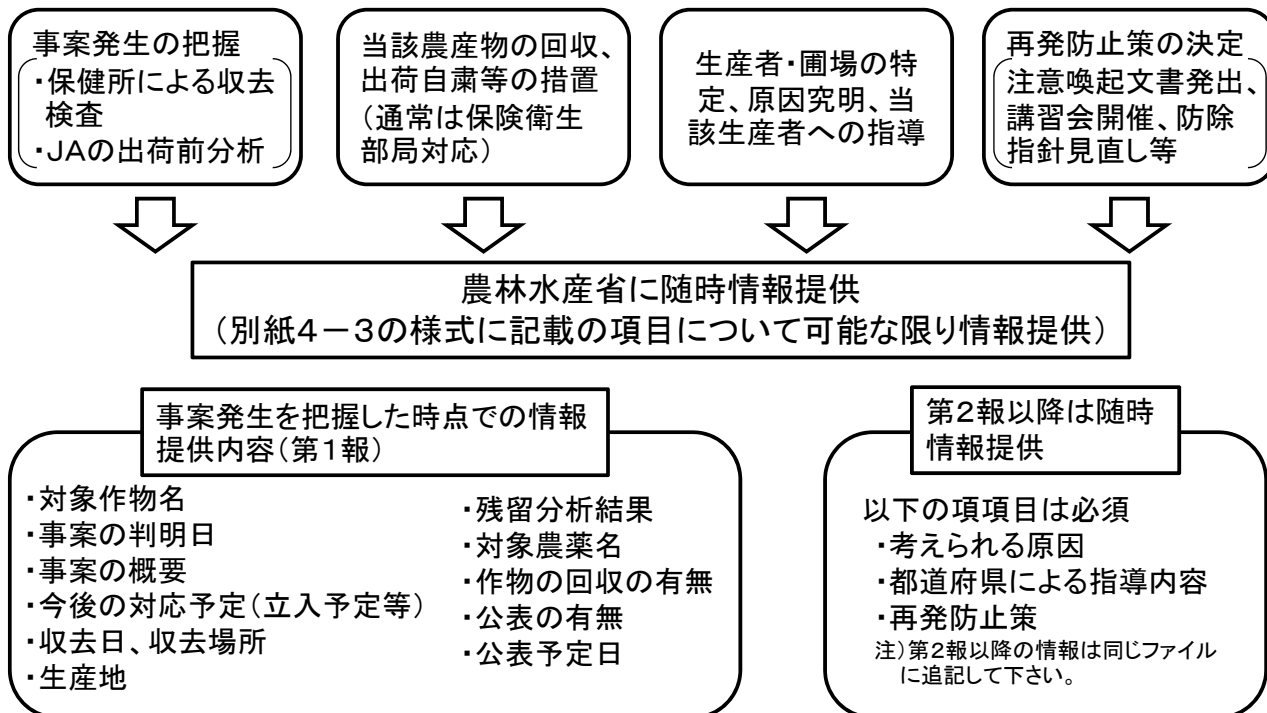 事案発生の把握
・保健所による収去
検査
・JAの出荷前分析
当該農産物の回収、
出荷自粛等の措置
(通常は保険衛生
部局対応)
生産者・圃場の特
定、原因究明、当
該生産者への指導
再発防止策の決定
注意喚起文書発出、
講習会開催、防除
指針見直し等
農林水産省に随時情報提供
(別紙4-3の様式に記載の項目について可能な限り情報提供)
事案発生を把握した時点での情報
提供内容(第1報)
・対象作物名
・事案の判明日
・事案の概要
・今後の対応予定(立入予定等)
・収去日、収去場所
・生産地
・残留分析結果
・対象農薬名
・作物の回収の有無
・公表の有無
・公表予定日
第2報以降は随時
情報提供
以下の項項目は必須
・考えられる原因
・都道府県による指導内容
・再発防止策
注)第2報以降の情報は同じファイル
に追記して下さい。